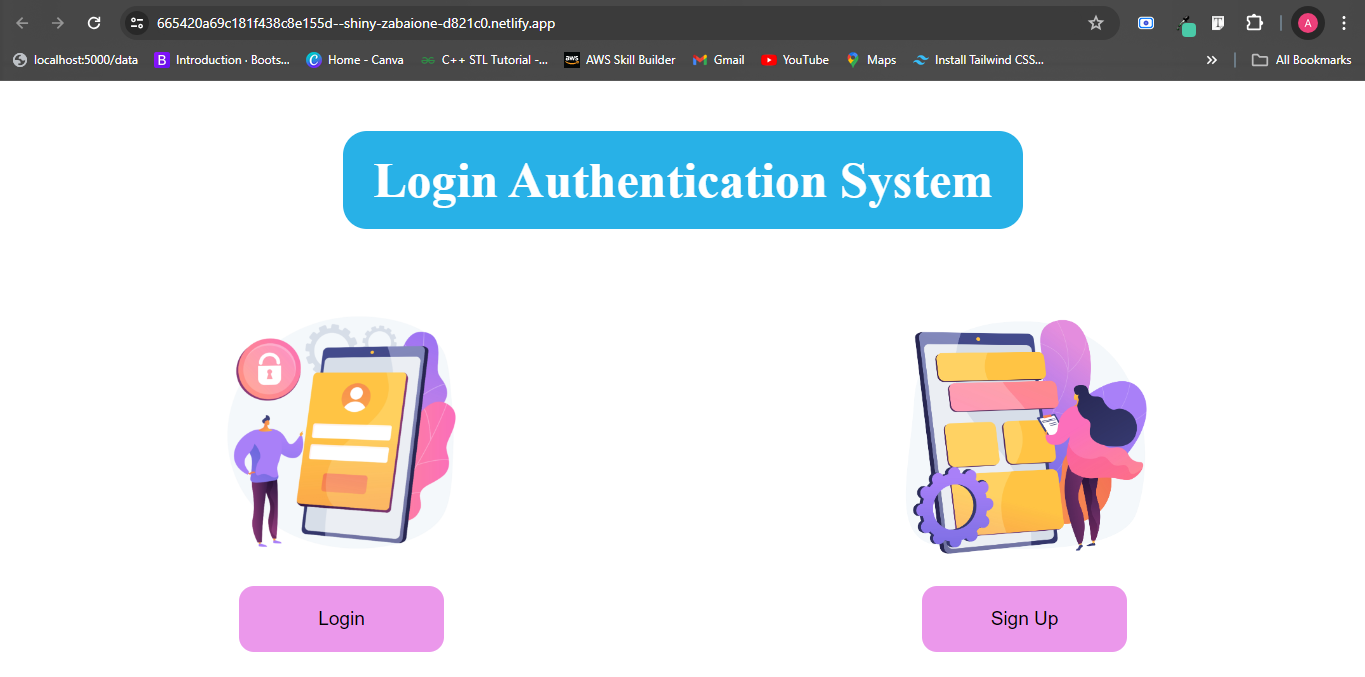 665420a69c181f438c8e155d--shiny-zabaione-d821c0.netlify.app
A
localhost:5000/data B Introduction · Boots... C Home - Canva C++ STL Tutorial -... aws AWS Skill Builder Gmail YouTube Maps Install Tailwind CSS... » All Bookmarks
Login Authentication System
Login Sign Up